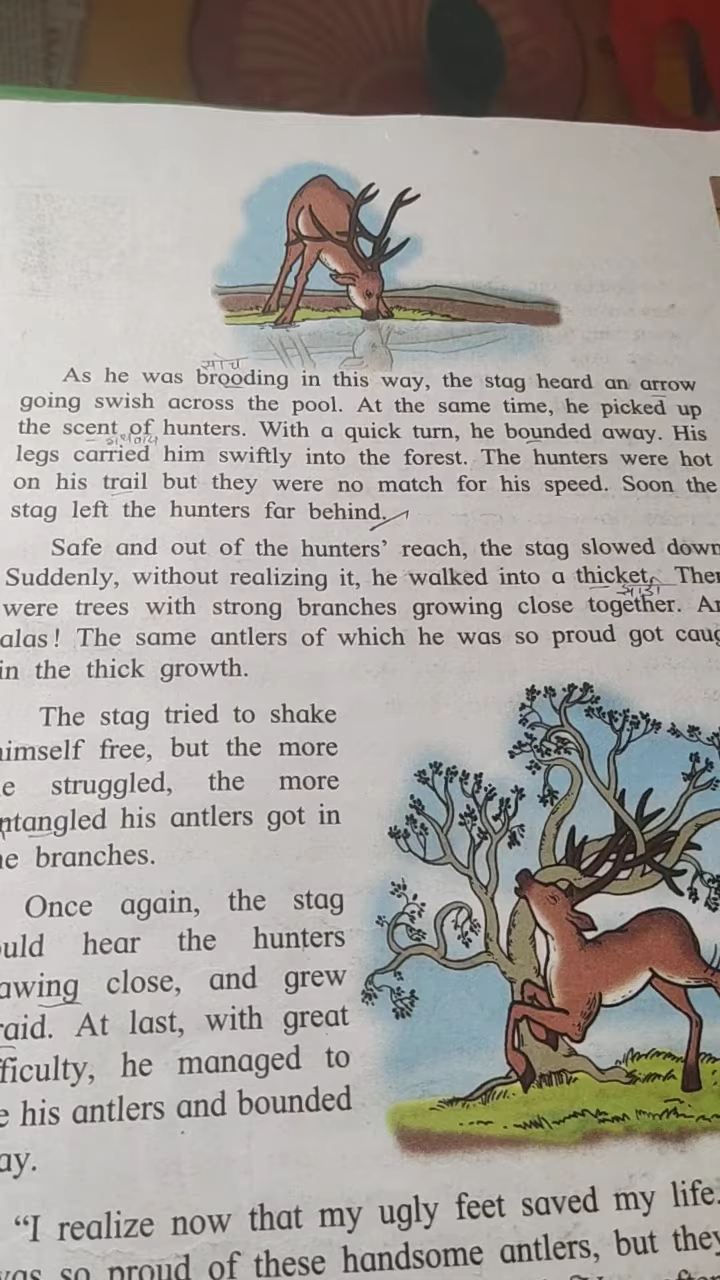 सोच
As he was brooding in this way, the stag heard an arrow
going swish across the pool. At the same time, he picked up
the scent of hunters. With a quick turn, he bounded away. His
legs carried him swiftly into the forest. The hunters were hot
on his trail but they were no match for his speed. Soon the
stag left the hunters far behind.
Safe and out of the hunters' reach, the stag slowed down
Suddenly, without realizing it, he walked into a thicket.
were trees with strong branches growing close together.
alas! The same antlers of which he was so proud got
in the thick growth.
The stag tried to shake
himself free, but the more
struggled, the more
entangled his antlers got in
branches.
Once again, the stag
hear the hunters
close, and grew
At last, with great
he managed to
his antlers and bounded
"I realize now that my ugly feet saved my life.
so proud of these handsome antlers, but they